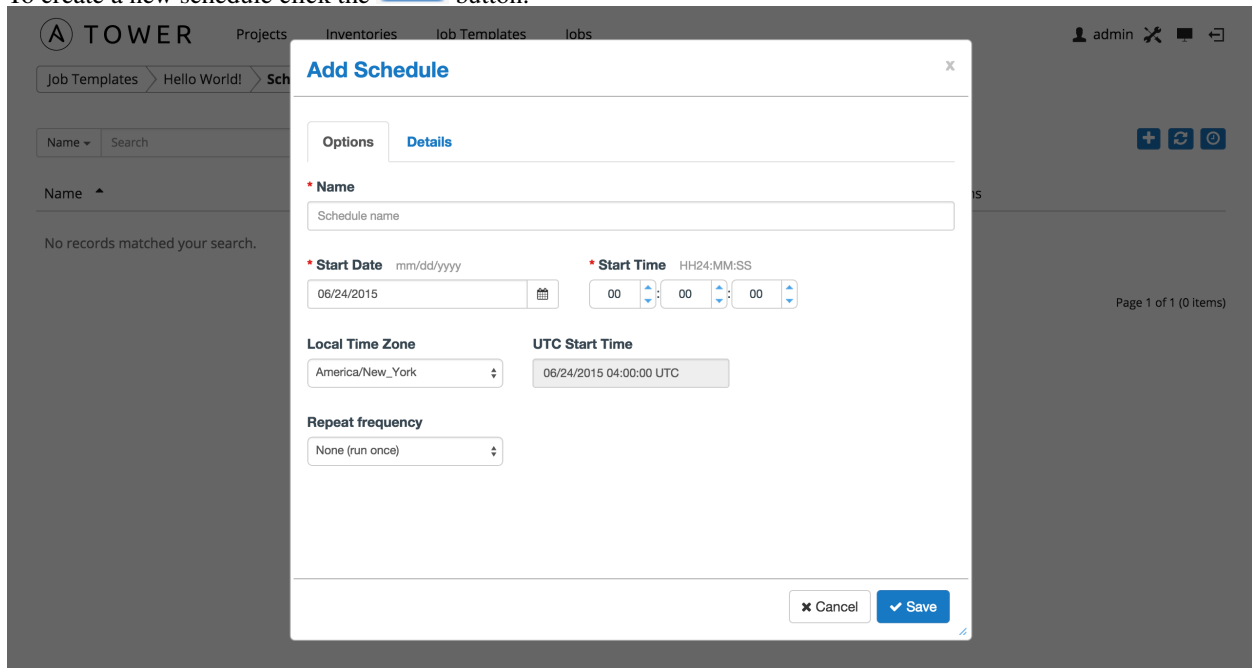 To create a new schedule click the button.
TOWER Projects Inventories Job Templates Jobs admin
Job Templates Hello World! Sch
Add Schedule x
Name Search
Options Details
Name
* Name
Schedule name
No records matched your search.
* Start Date mm/dd/yyyy * Start Time HH24:MM:SS
06/24/2015 00 : 00 : 00
Page 1 of 1 (0 items)
Local Time Zone UTC Start Time
America/New_York 06/24/2015 04:00:00 UTC
Repeat frequency
None (run once)
Cancel Save